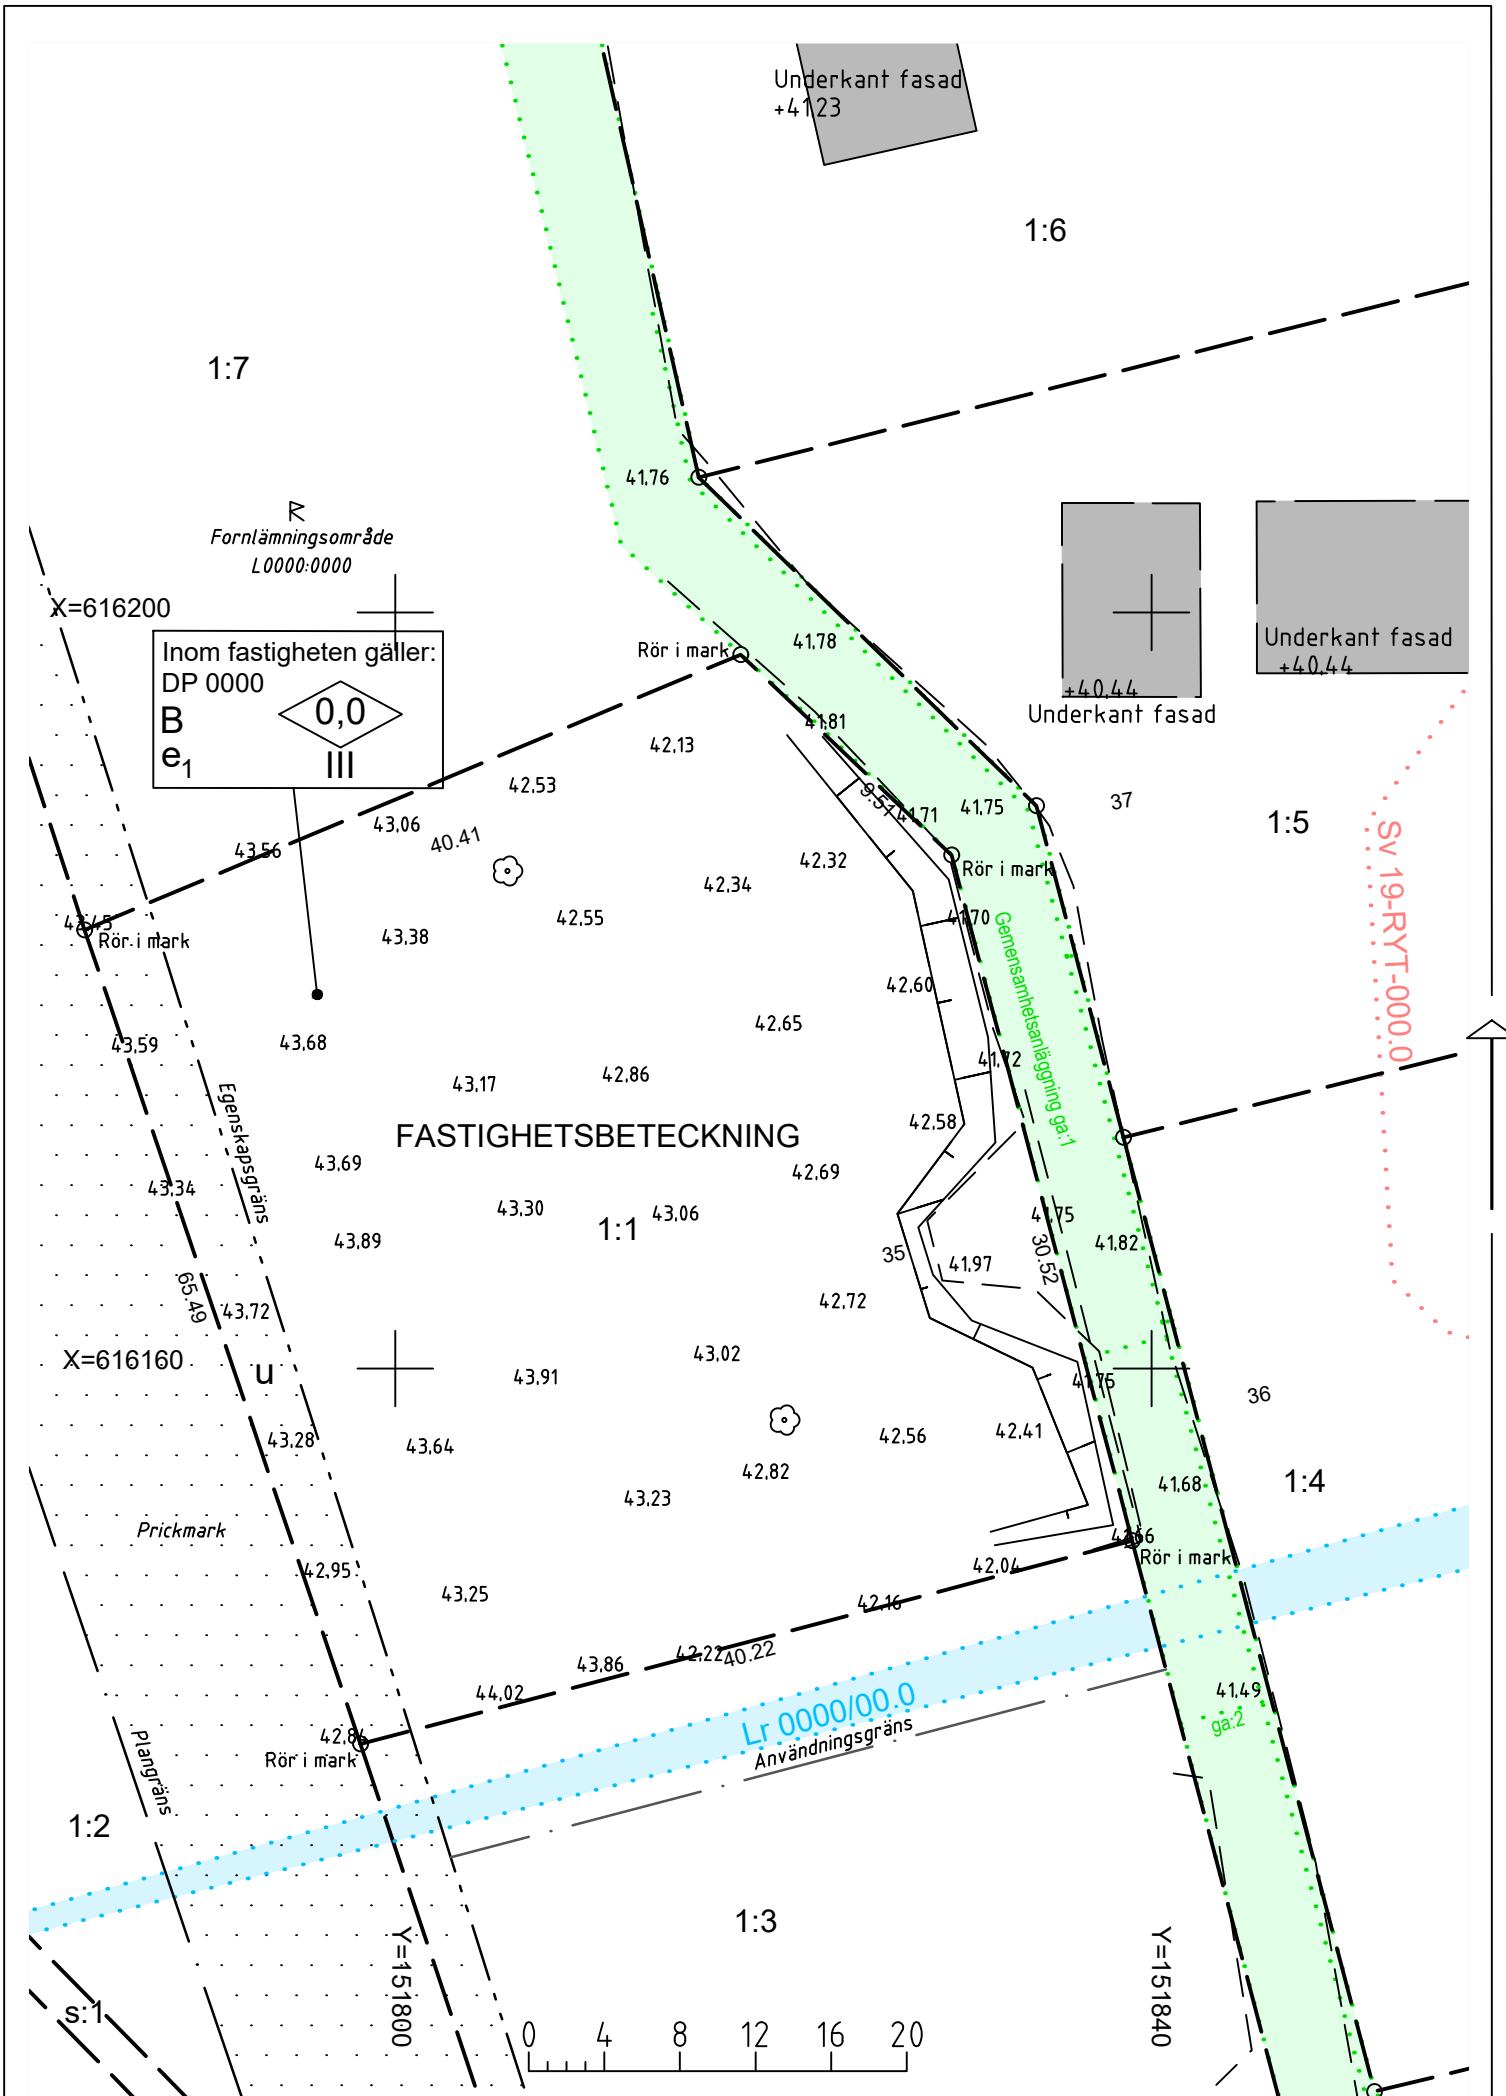 Underkant fasad
+4123
1:6
1:7
41,76
Fornlämningsområde
L0000:0000
X=616200
Inom fastigheten gäller:
DP 0000
B
0,0
e1
III
Rör i mark
41,78
Underkant fasad
+40,44
+40,44
Underkant fasad
41,81
42,13
42,53
9.51
41,71
41,75
37
1:5
43,06
40.41
43,56
42,32
Rör i mark
42,34
43,45
Rör i mark
42,55
43,38
41,70
Gemensamhetsanläggning ga:1
Sv 19-RYT-000.0
42,60
42,65
43,59
43,68
41,72
43,17
42,86
Egenskapsgräns
FASTIGHETSBETECKNING
42,58
43,69
42,69
43,34
43,30
1:1
43,06
41,75
43,89
35
30.52
41,82
41,97
65.49
43,72
42,72
X=616160
u
43,02
43,91
41,75
36
43,28
43,64
42,56
42,41
42,82
41,68
1:4
43,23
Prickmark
Rör i mark
42,95
42,04
43,25
42,16
42,22
40.22
43,86
44,02
Lr 0000/00.0
41,49
ga:2
Användningsgräns
42,84
Rör i mark
Plangräns
1:2
1:3
Y=151800
Y=151840
s:1
0 4 8 12 16 20